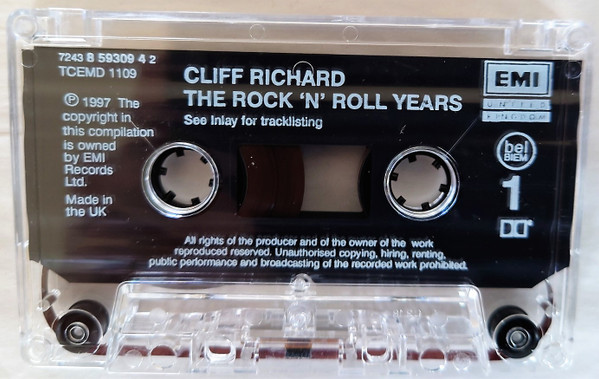 7243 8 59309 4 2
TCEMD 1109
CLIFF RICHARD
THE ROCK 'N' ROLL YEARS
See Inlay for tracklisting
℗ 1997 The
copyright in
this compilation
is owned
by EMI
Records
Ltd.
Made in
the UK
EMI
UNITED
KINGDOM
bel
BIEM
1
All rights of the producer and of the owner of the work
reproduced reserved. Unauthorised copying, hiring, renting,
public performance and broadcasting of the recorded work prohibited.